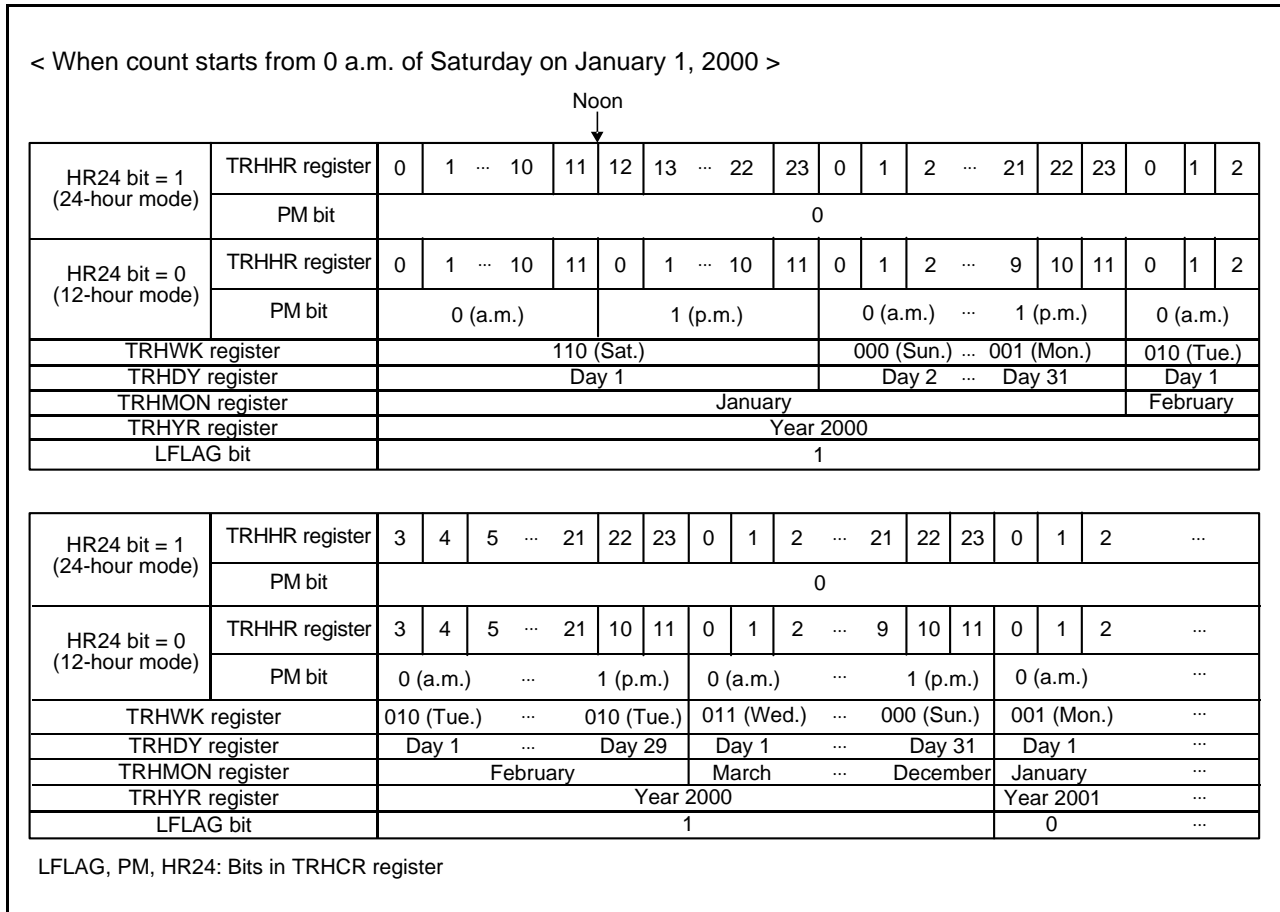 < When count starts from 0 a.m. of Saturday on January 1, 2000 >
Noon
HR24 bit = 1
(24-hour mode)
TRHHR register 0 1 ... 10 11 12 13 ... 22 23 0 1 2 ... 21 22 23 0 1 2
PM bit 0
HR24 bit = 0
(12-hour mode)
TRHHR register 0 1 ... 10 11 0 1 ... 10 11 0 1 2 ... 9 10 11 0 1 2
PM bit 0 (a.m.) 1 (p.m.) 0 (a.m.) ... 1 (p.m.) 0 (a.m.)
TRHWK register 110 (Sat.) 000 (Sun.) ... 001 (Mon.) 010 (Tue.)
TRHDY register Day 1 Day 2 ... Day 31 Day 1
TRHMON register January February
TRHYR register Year 2000
LFLAG bit 1
HR24 bit = 1
(24-hour mode)
TRHHR register 3 4 5 ... 21 22 23 0 1 2 ... 21 22 23 0 1 2 ...
PM bit 0
HR24 bit = 0
(12-hour mode)
TRHHR register 3 4 5 ... 21 10 11 0 1 2 ... 9 10 11 0 1 2 ...
PM bit 0 (a.m.) ... 1 (p.m.) 0 (a.m.) ... 1 (p.m.) 0 (a.m.) ...
TRHWK register 010 (Tue.) ... 010 (Tue.) 011 (Wed.) ... 000 (Sun.) 001 (Mon.) ...
TRHDY register Day 1 ... Day 29 Day 1 ... Day 31 Day 1 ...
TRHMON register February March ... December January ...
TRHYR register Year 2000 Year 2001 ...
LFLAG bit 1 0 ...
LFLAG, PM, HR24: Bits in TRHCR register